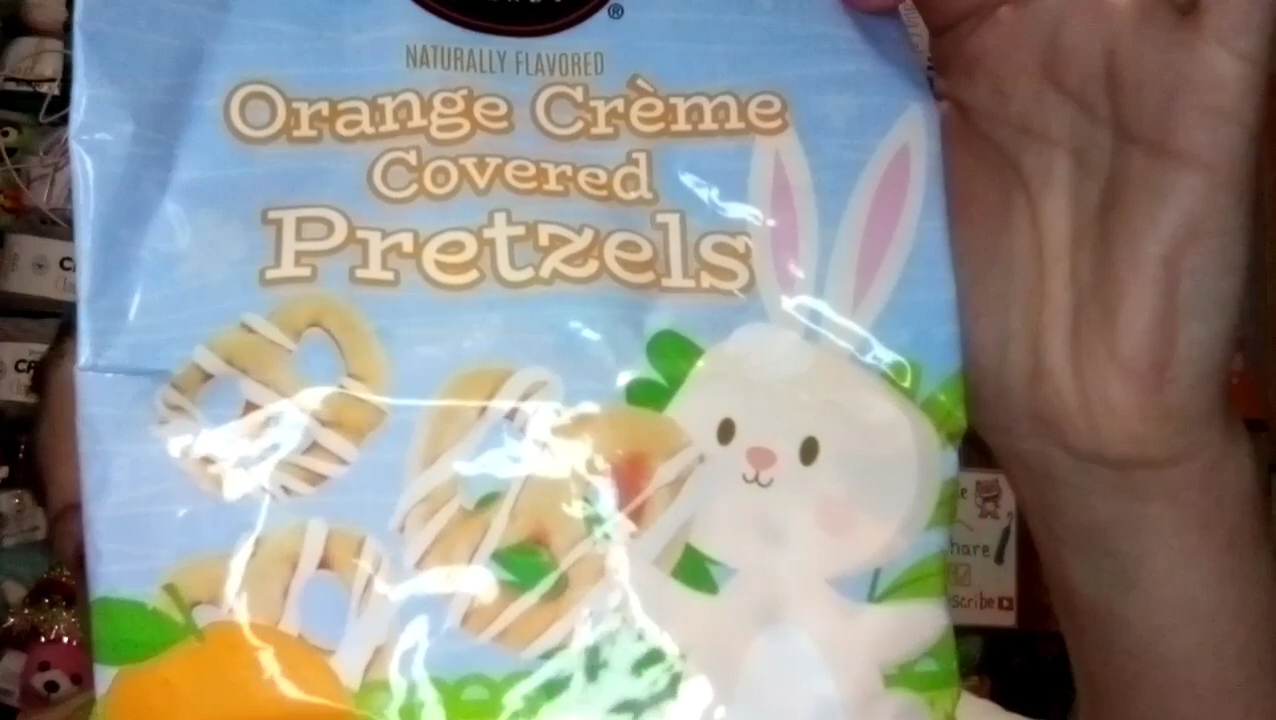 ®
NATURALLY FLAVORED
Orange Crème
Covered
Pretzels
hare
scribe